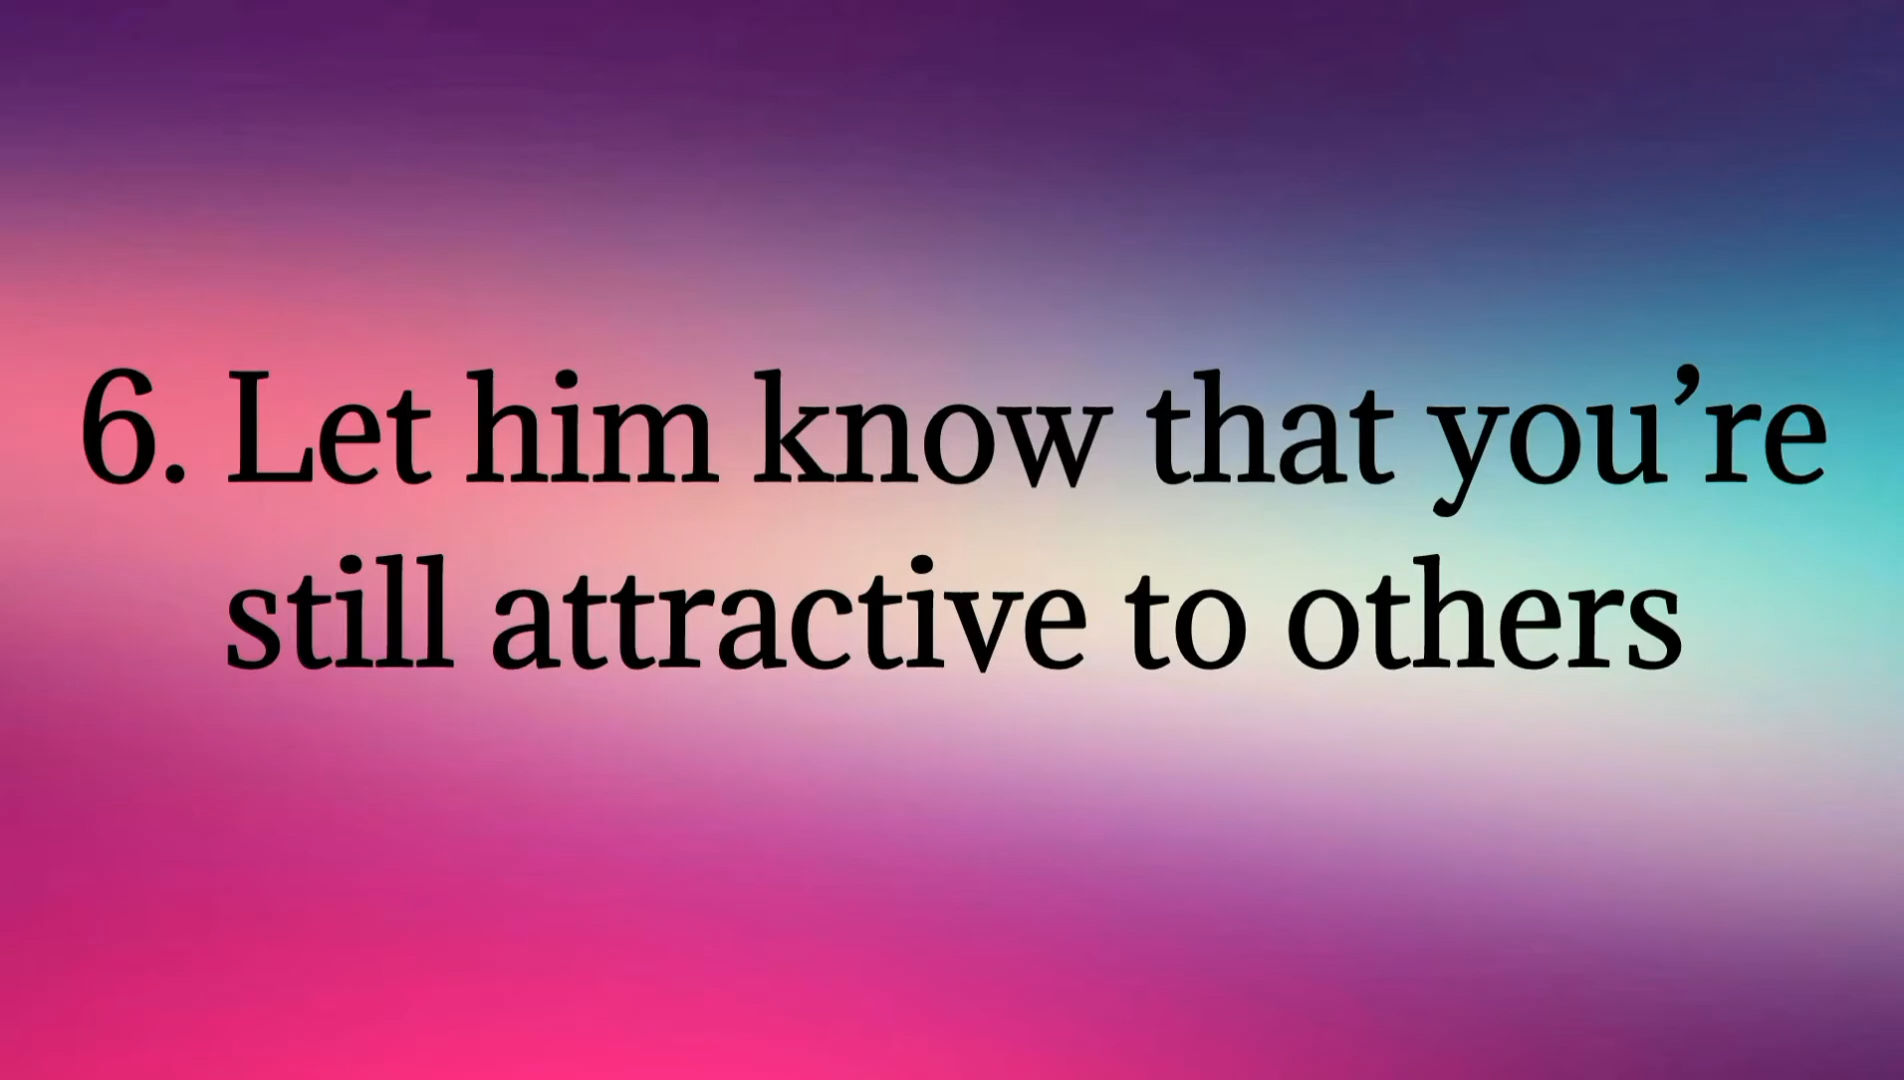 6. Let him know that you’re
still attractive to others